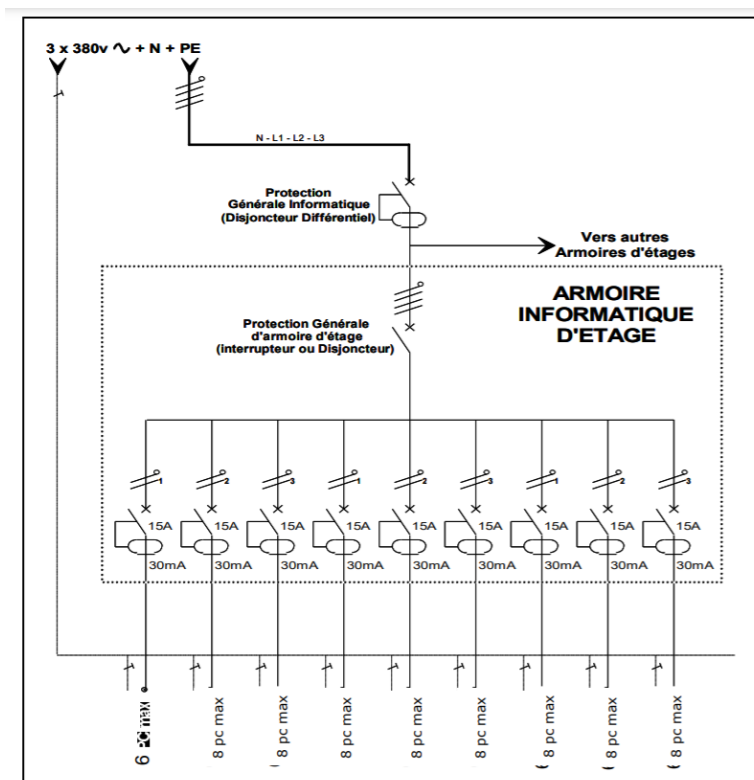 3 x 380v ∿ + N + PE
N - L1 - L2 - L3
Protection
Générale Informatique
(Disjoncteur Différentiel)
Vers autres
Armoires d'étages
ARMOIRE
INFORMATIQUE
D'ETAGE
Protection Générale
d'armoire d'étage
(interrupteur ou Disjoncteur)
1 2 3 1 2 3 1 2 3
15A 15A 15A 15A 15A 15A 15A 15A 15A
30mA 30mA 30mA 30mA 30mA 30mA 30mA 30mA 30mA
6 PC max
8 pc max
8 pc max
8 pc max
8 pc max
8 pc max
8 pc max
8 pc max
8 pc max